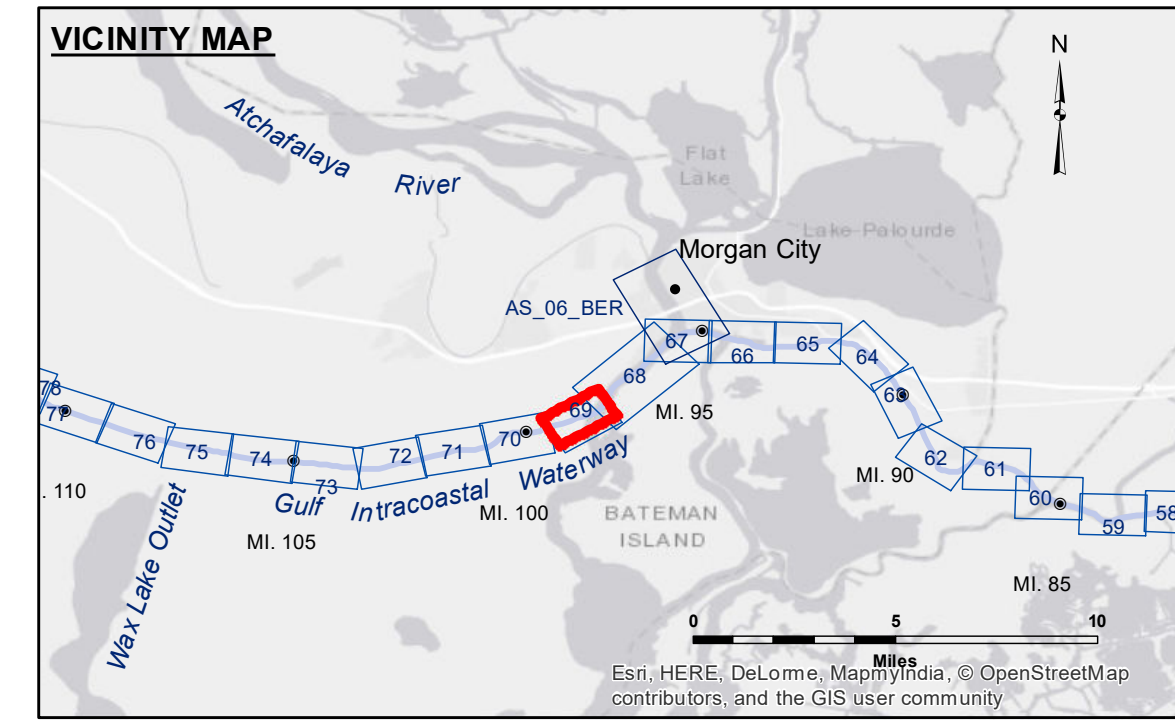 VICINITY MAP
N
Atchafalaya
River
Flat
Lake
Lake Palourde
Morgan City
AS_06_BER
67
66
65
64
63
62
61
60
59
58
68
69
70
71
72
73
74
75
76
77
78
MI. 95
MI. 90
MI. 85
MI. 100
MI. 105
. 110
Gulf Intracoastal Waterway
Wax Lake Outlet
BATEMAN
ISLAND
0 5 10
Miles
Esri, HERE, DeLorme, MapmyIndia, © OpenStreetMap
contributors, and the GIS user community